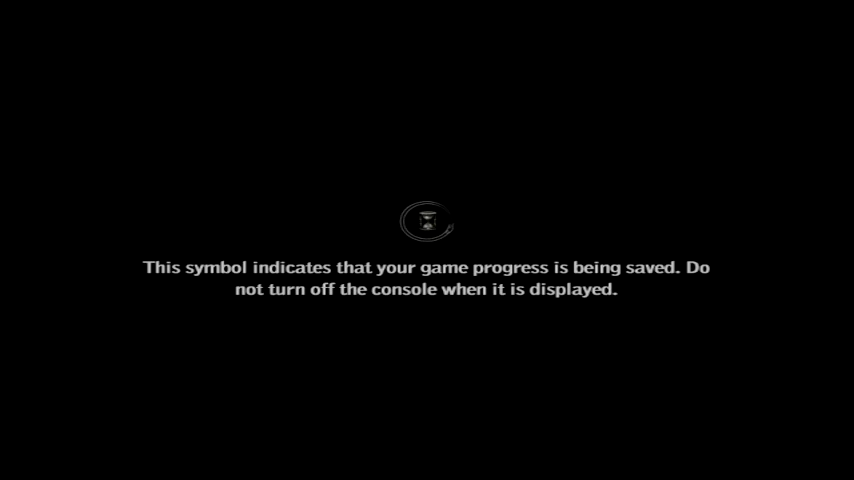 This symbol indicates that your game progress is being saved. Do
not turn off the console when it is displayed.